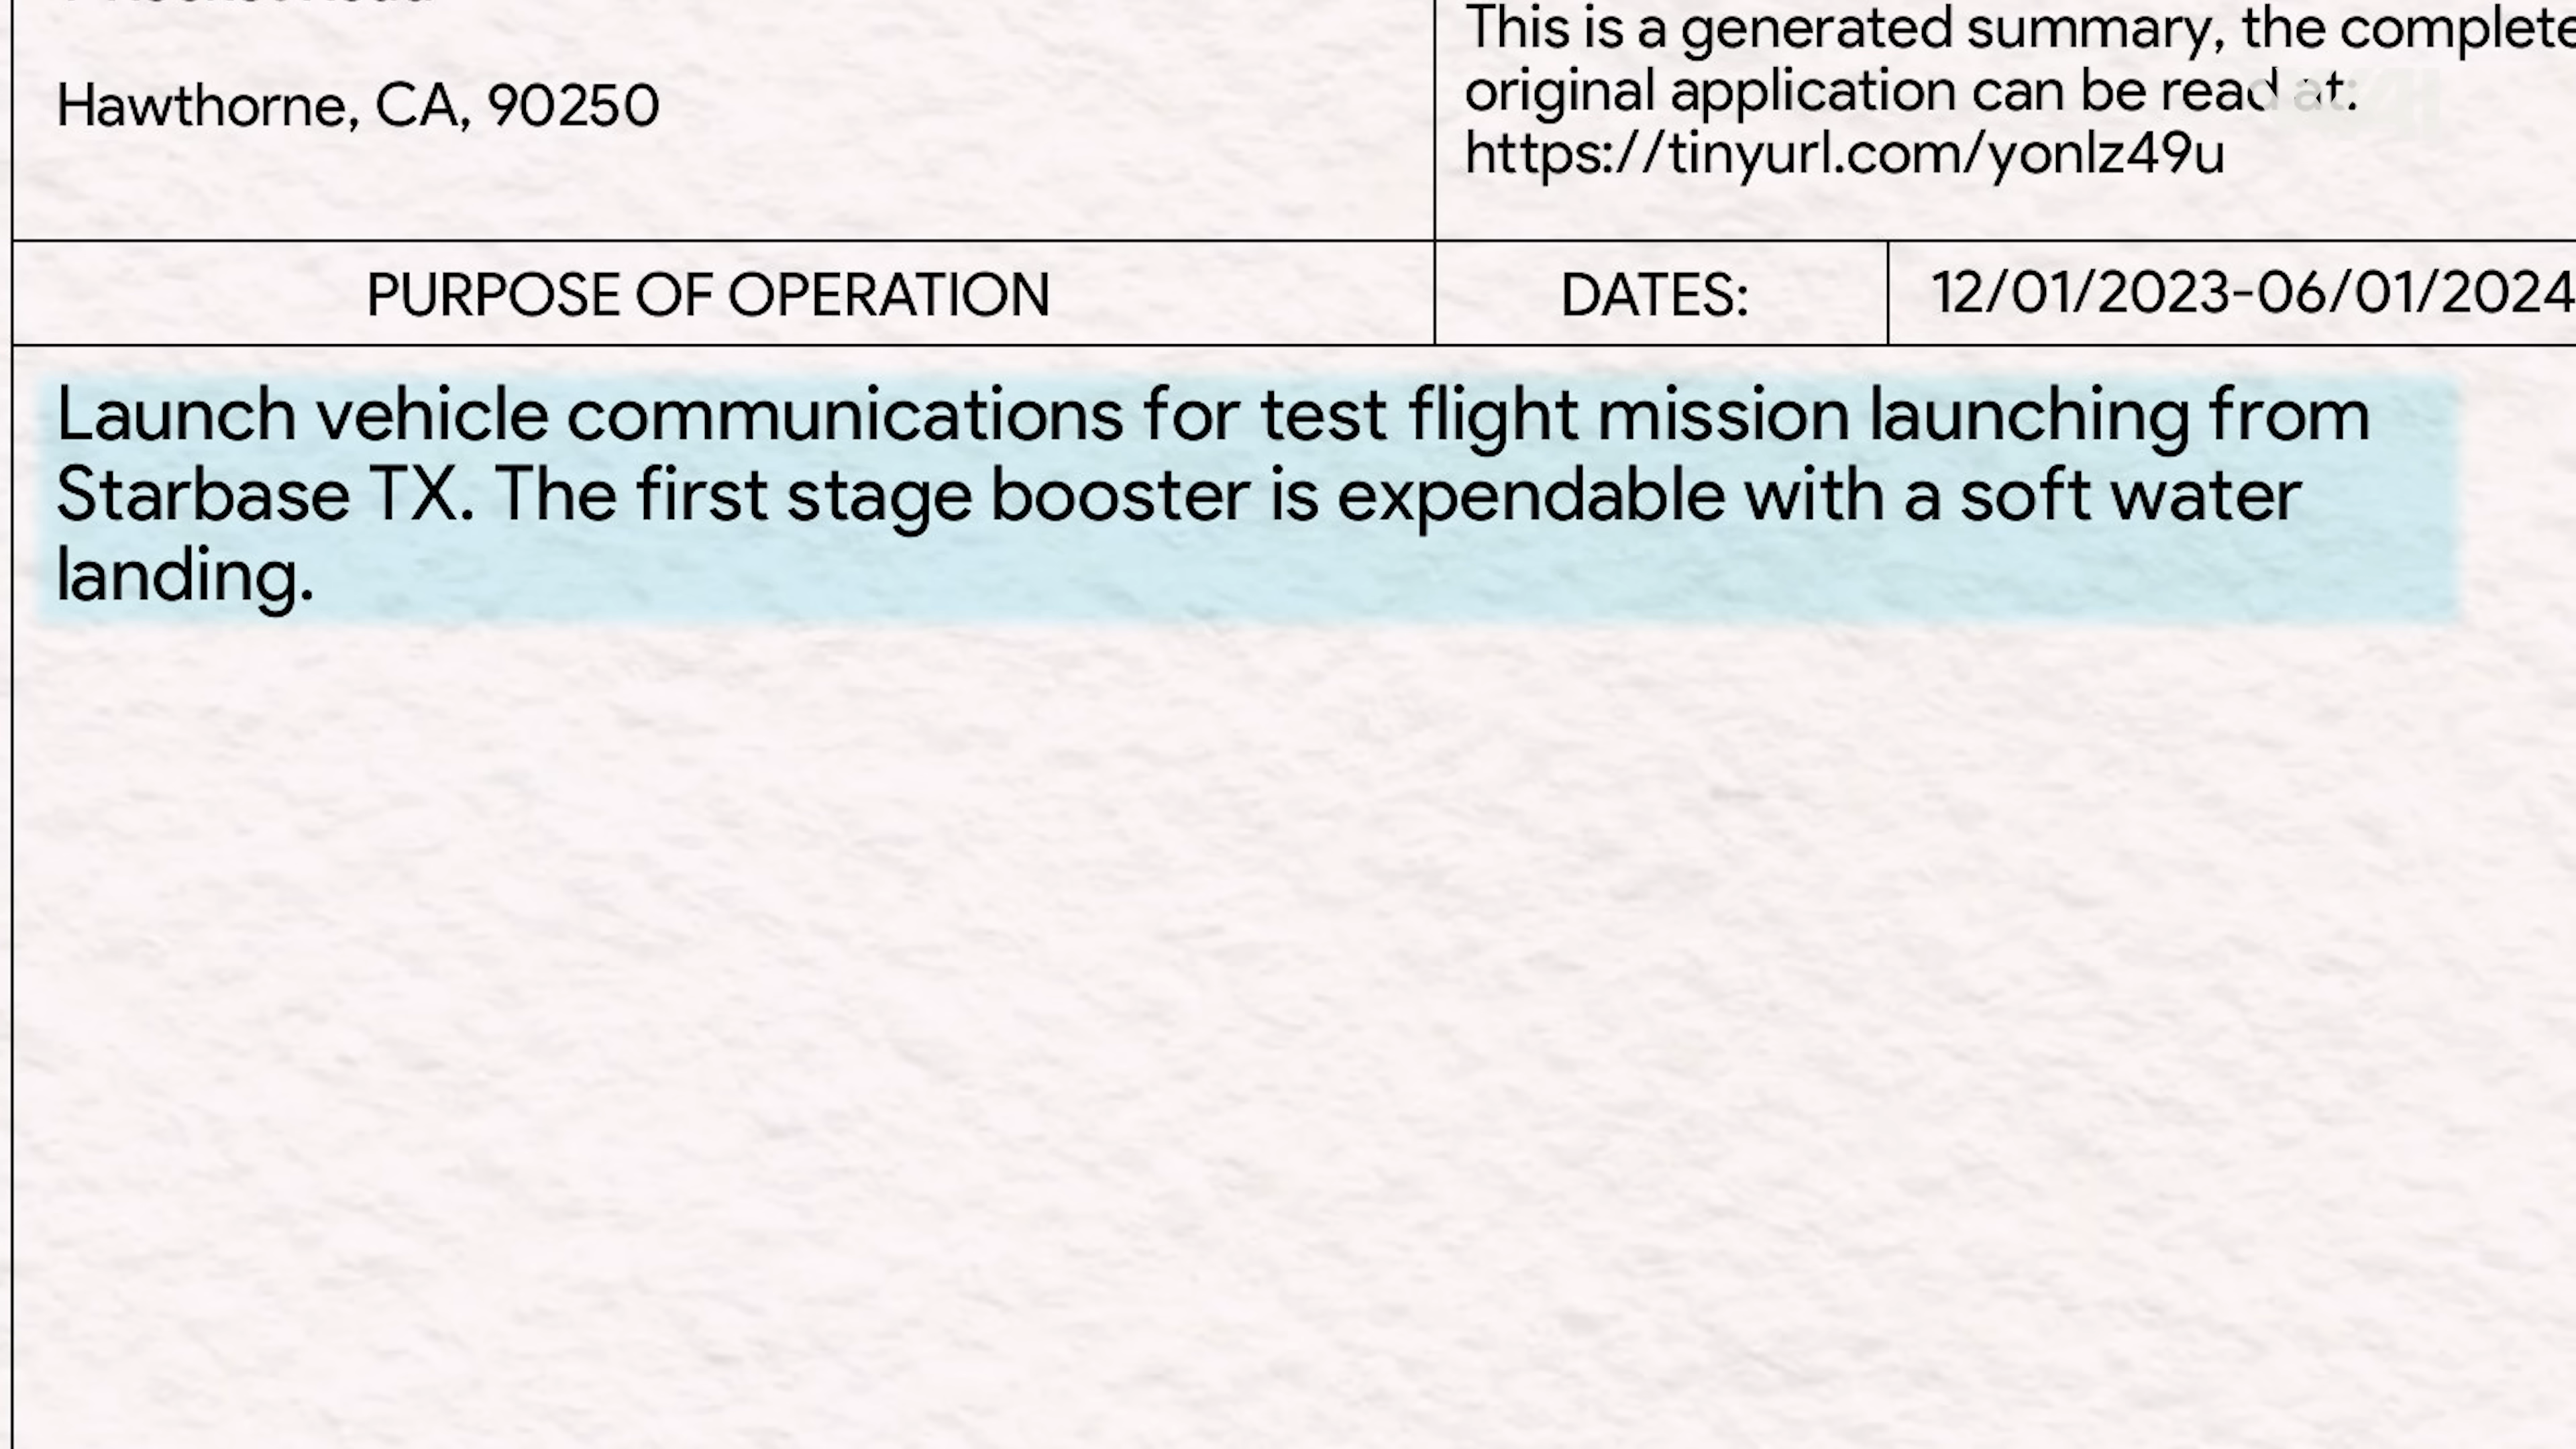 Hawthorne, CA, 90250
This is a generated summary, the complete
original application can be read at:
https://tinyurl.com/yonlz49u
PURPOSE OF OPERATION
DATES:
12/01/2023-06/01/2024
Launch vehicle communications for test flight mission launching from
Starbase TX. The first stage booster is expendable with a soft water
landing.